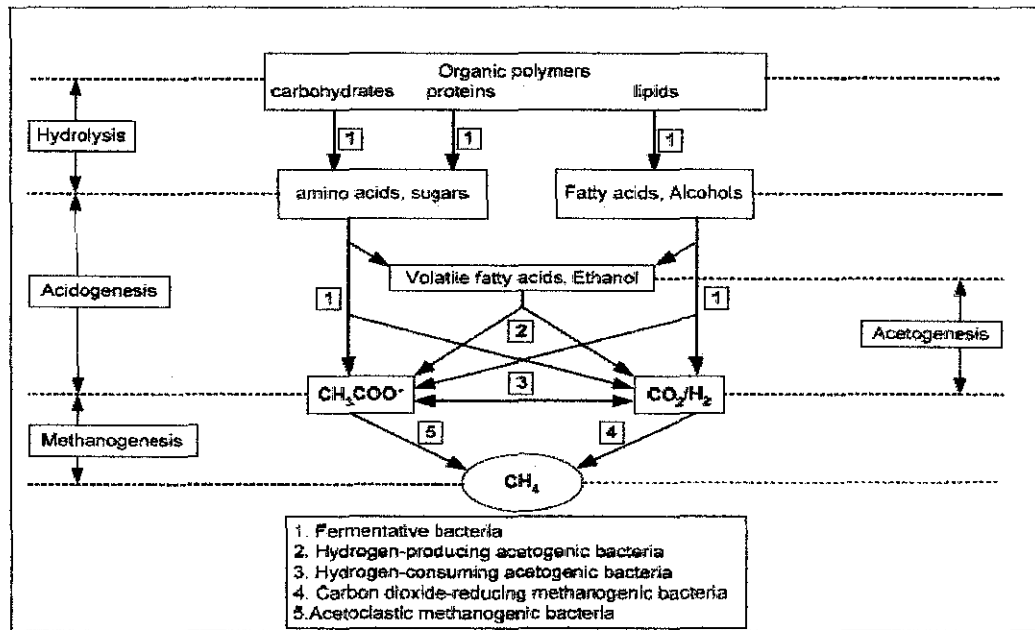 Organic polymers
carbohydrates proteins lipids
1 1 1
Hydrolysis
amino acids, sugars Fatty acids, Alcohols
Volatile fatty acids, Ethanol
Acidogenesis 1 2 1 Acetogenesis
CH₃COO⁻ 3 CO₂/H₂
Methanogenesis 5 4
CH₄
1. Fermentative bacteria
2. Hydrogen-producing acetogenic bacteria
3. Hydrogen-consuming acetogenic bacteria
4. Carbon dioxide-reducing methanogenic bacteria
5.Acetoclastic methanogenic bacteria